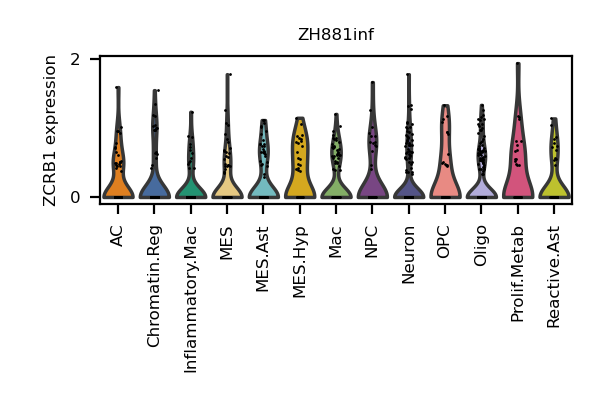 ZH881inf
ZCRB1 expression
2
0
AC
Chromatin.Reg
Inflammatory.Mac
MES
MES.Ast
MES.Hyp
Mac
NPC
Neuron
OPC
Oligo
Prolif.Metab
Reactive.Ast